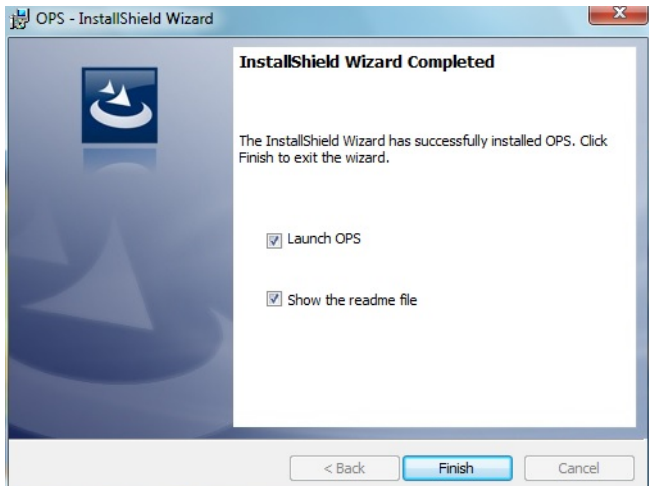 OPS - InstallShield Wizard
InstallShield Wizard Completed
The InstallShield Wizard has successfully installed OPS. Click
Finish to exit the wizard.
Launch OPS
Show the readme file
< Back
Finish
Cancel